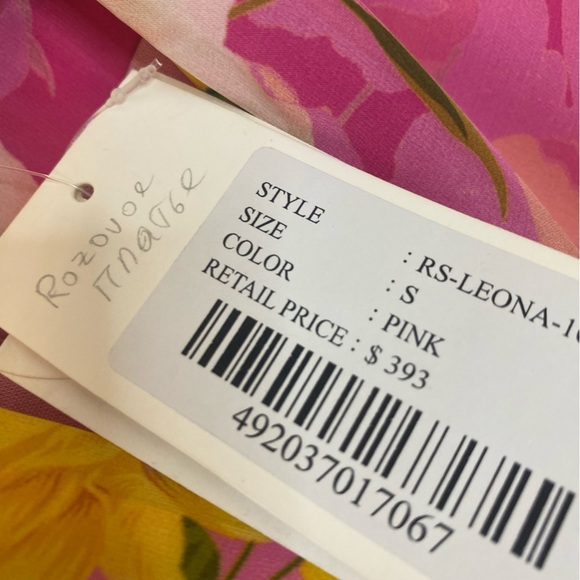 Rozovoe
платье
STYLE : RS-LEONA-1
SIZE : S
COLOR : PINK
RETAIL PRICE : $ 393
492037017067